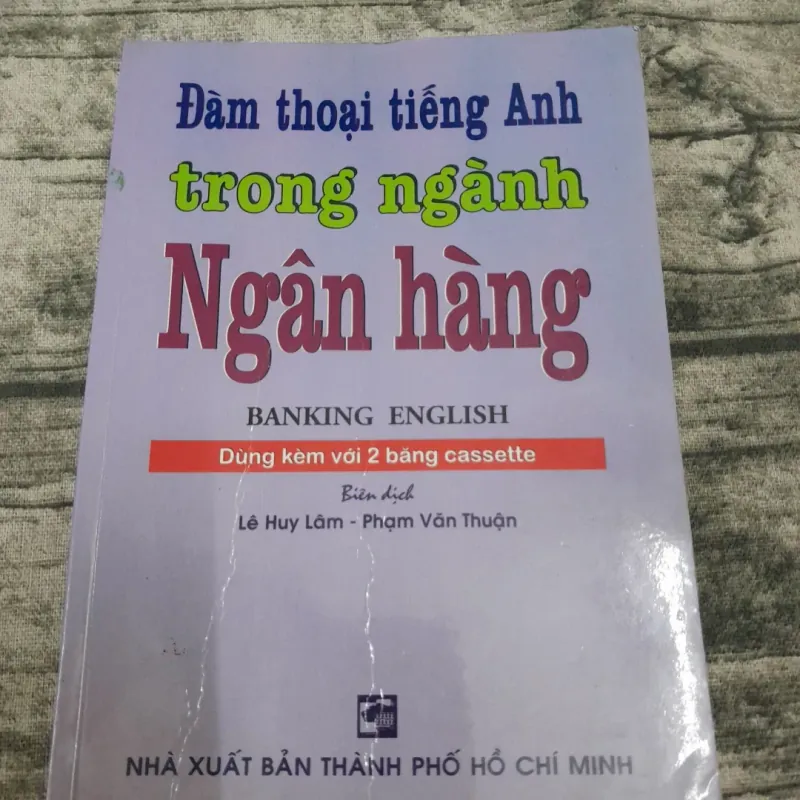 Đàm thoại tiếng Anh
trong ngành
Ngân hàng
BANKING ENGLISH
Dùng kèm với 2 băng cassette
Biên dịch
Lê Huy Lâm - Phạm Văn Thuận
NHÀ XUẤT BẢN THÀNH PHỐ HỒ CHÍ MINH